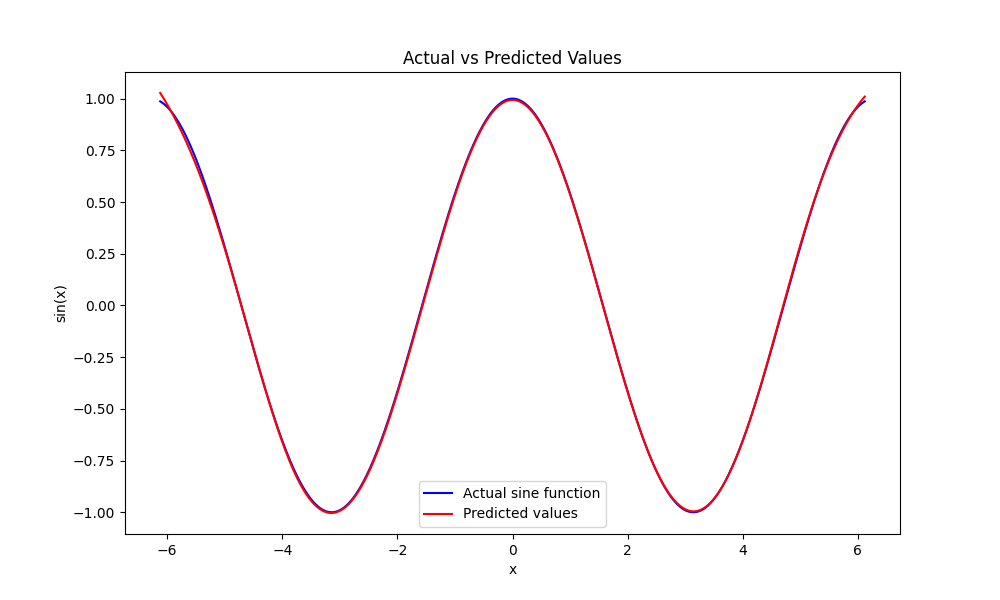 Actual vs Predicted Values
sin(x)
1.00
0.75
0.50
0.25
0.00
−0.25
−0.50
−0.75
−1.00
Actual sine function
Predicted values
−6 −4 −2 0 2 4 6
x